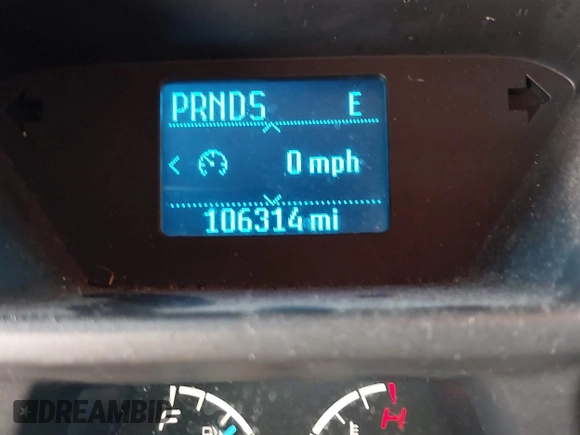 PRNDS E
0 mph
106314 mi
F H
E
DREAMBID